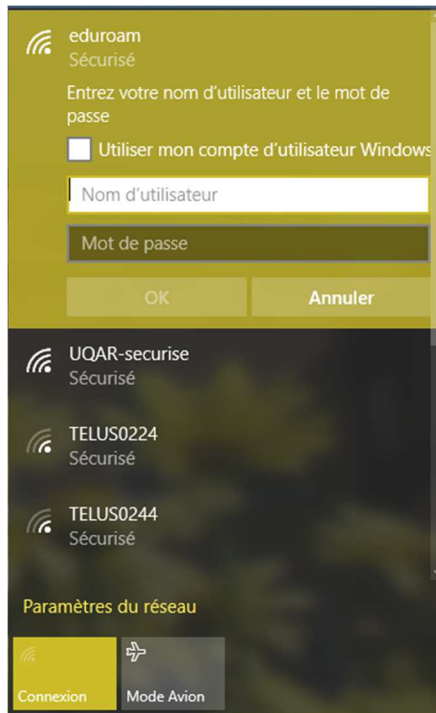 eduroam
Sécurisé
Entrez votre nom d'utilisateur et le mot de
passe
Utiliser mon compte d'utilisateur Windows
Nom d'utilisateur
Mot de passe
OK
Annuler
UQAR-securise
Sécurisé
TELUS0224
Sécurisé
TELUS0244
Sécurisé
Paramètres du réseau
Connexion
Mode Avion